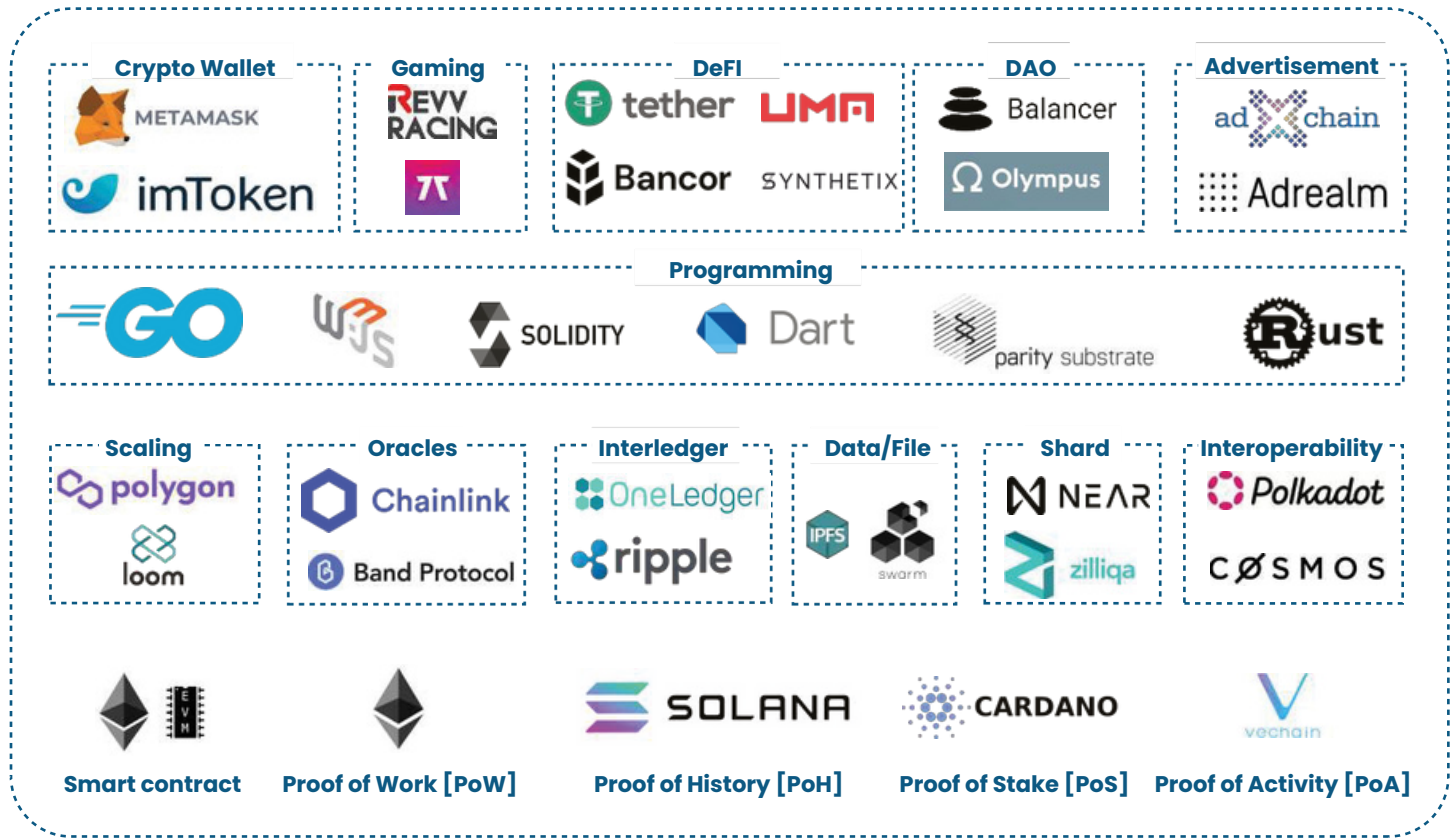 Crypto Wallet
Gaming
DeFI
DAO
Advertisement
METAMASK
imToken
REVV
RACING
tether
UMA
Bancor
SYNTHETIX
Balancer
Olympus
ad chain
Adrealm
Programming
GO
W3JS
SOLIDITY
Dart
parity substrate
Rust
Scaling
Oracles
Interledger
Data/File
Shard
Interoperability
polygon
loom
Chainlink
Band Protocol
OneLedger
ripple
IPFS
swarm
NEAR
zilliqa
Polkadot
CØSMOS
EVM
SOLANA
CARDANO
vechain
Smart contract
Proof of Work [PoW]
Proof of History [PoH]
Proof of Stake [PoS]
Proof of Activity [PoA]